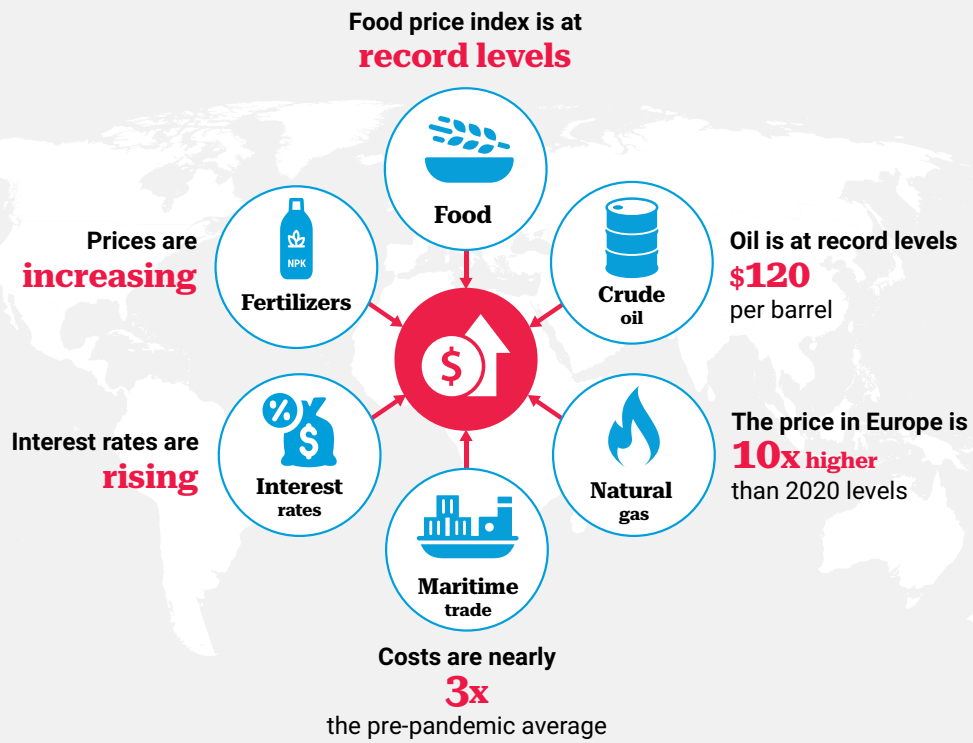 Food price index is at
record levels
Food
Prices are
increasing
NPK
Fertilizers
Crude
oil
Oil is at record levels
$120
per barrel
$
Interest rates are
rising
%
$
Interest
rates
Natural
gas
The price in Europe is
10x higher
than 2020 levels
Maritime
trade
Costs are nearly
3x
the pre-pandemic average